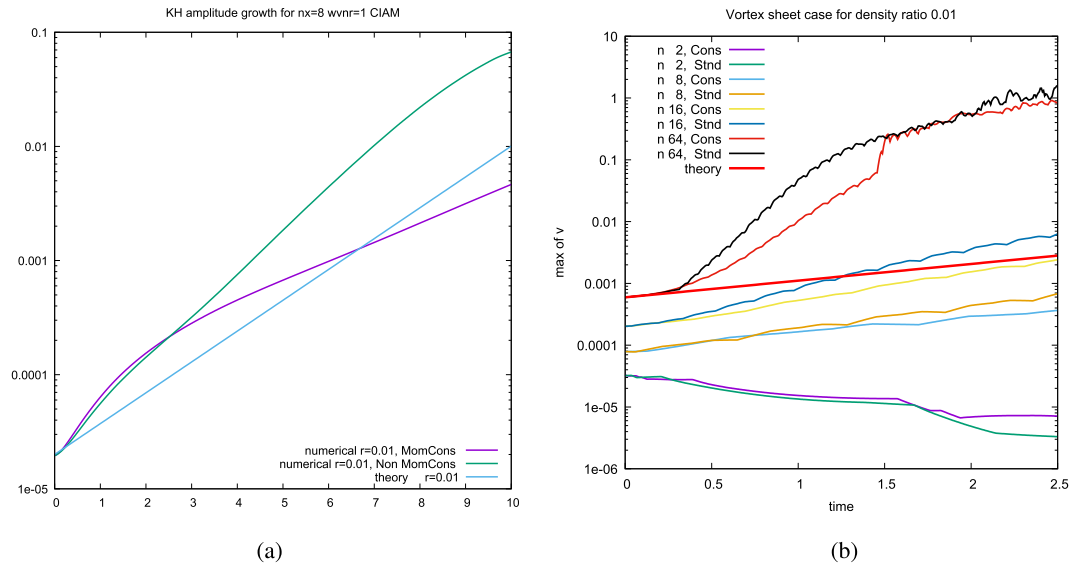 KH amplitude growth for nx=8 wvnr=1 CIAM
0.1
0.01
0.001
0.0001
1e-05
0 1 2 3 4 5 6 7 8 9 10
numerical r=0.01, MomCons
numerical r=0.01, Non MomCons
theory r=0.01
(a)
Vortex sheet case for density ratio 0.01
max of v
10
1
0.1
0.01
0.001
0.0001
1e-05
1e-06
n 2, Cons
n 2, Stnd
n 8, Cons
n 8, Stnd
n 16, Cons
n 16, Stnd
n 64, Cons
n 64, Stnd
theory
0 0.5 1 1.5 2 2.5
time
(b)